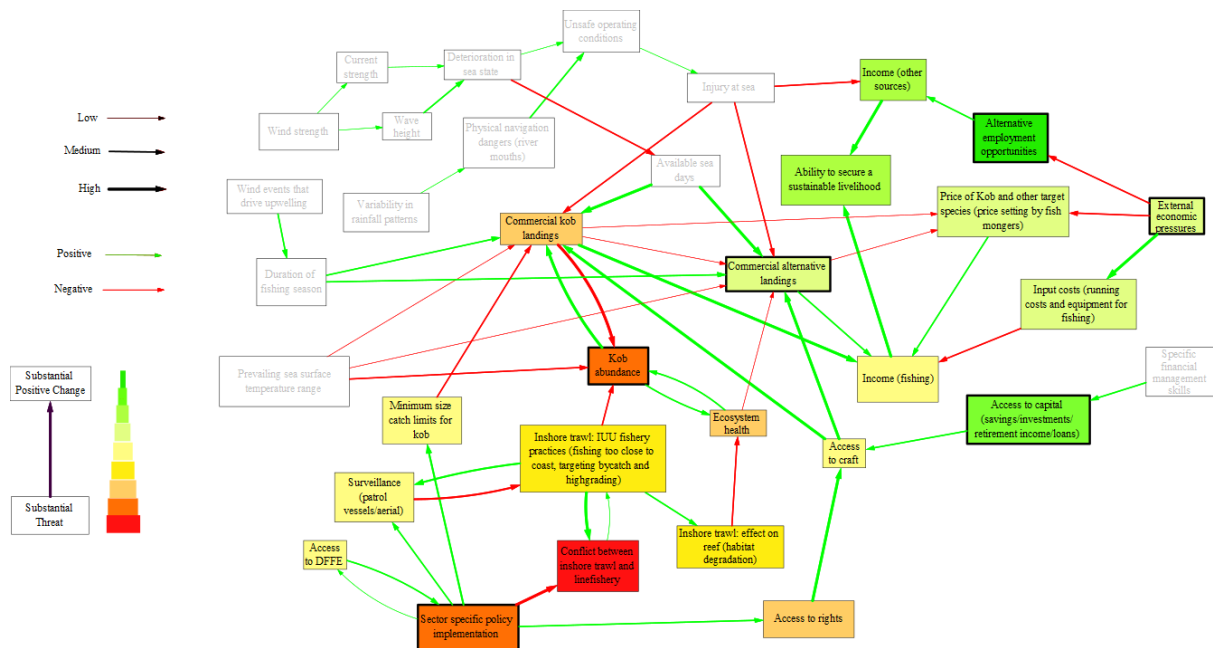 Unsafe operating
conditions
Current
strength
Deterioration in
sea state
Injury at sea
Income (other
sources)
Low
Wind strength
Wave
height
Physical navigation
dangers (river
mouths)
Alternative
employment
opportunities
Medium
High
Wind events that
drive upwelling
Variability in
rainfall patterns
Available sea
days
Ability to secure a
sustainable livelihood
Price of Kob and other target
species (price setting by fish
mongers)
External
economic
pressures
Commercial kob
landings
Positive
Negative
Duration of
fishing season
Commercial alternative
landings
Input costs (running
costs and equipment for
fishing)
Prevailing sea surface
temperature range
Kob
abundance
Income (fishing)
Specific
financial
management
skills
Substantial
Positive Change
Minimum size
catch limits for
kob
Ecosystem
health
Access to capital
(savings/investments/
retirement income/loans)
Inshore trawl: IUU fishery
practices (fishing too close to
coast, targeting bycatch and
highgrading)
Access
to craft
Surveillance
(patrol
vessels/aerial)
Substantial
Threat
Inshore trawl: effect on
reef (habitat
degradation)
Access
to DFFE
Conflict between
inshore trawl and
linefishery
Sector specific policy
implementation
Access to rights